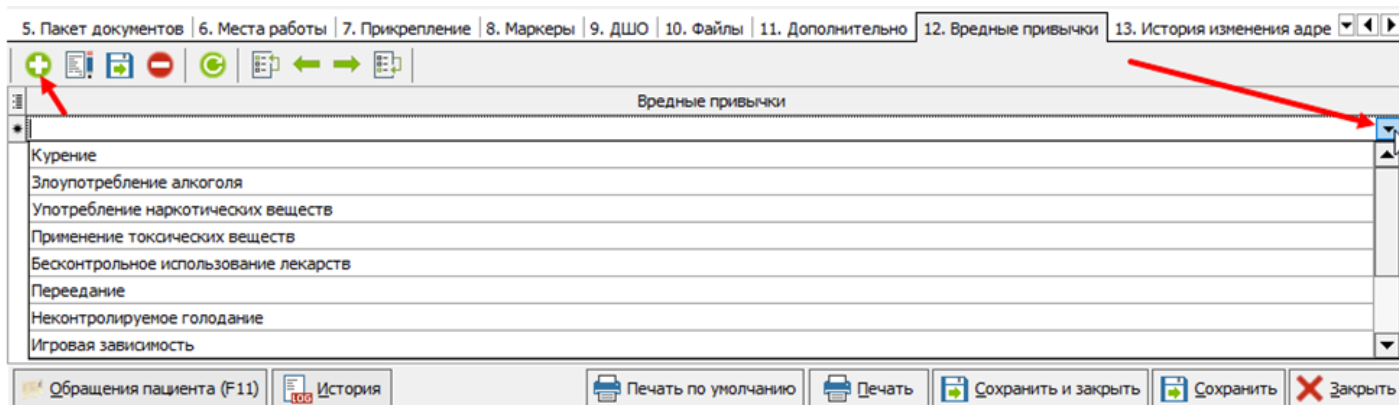 5. Пакет документов 6. Места работы 7. Прикрепление 8. Маркеры 9. ДШО 10. Файлы 11. Дополнительно 12. Вредные привычки 13. История изменения адре
Вредные привычки
Курение
Злоупотребление алкоголя
Употребление наркотических веществ
Применение токсических веществ
Бесконтрольное использование лекарств
Переедание
Неконтролируемое голодание
Игровая зависимость
Обращения пациента (F11) LOG История Печать по умолчанию Печать Сохранить и закрыть Сохранить Закрыть